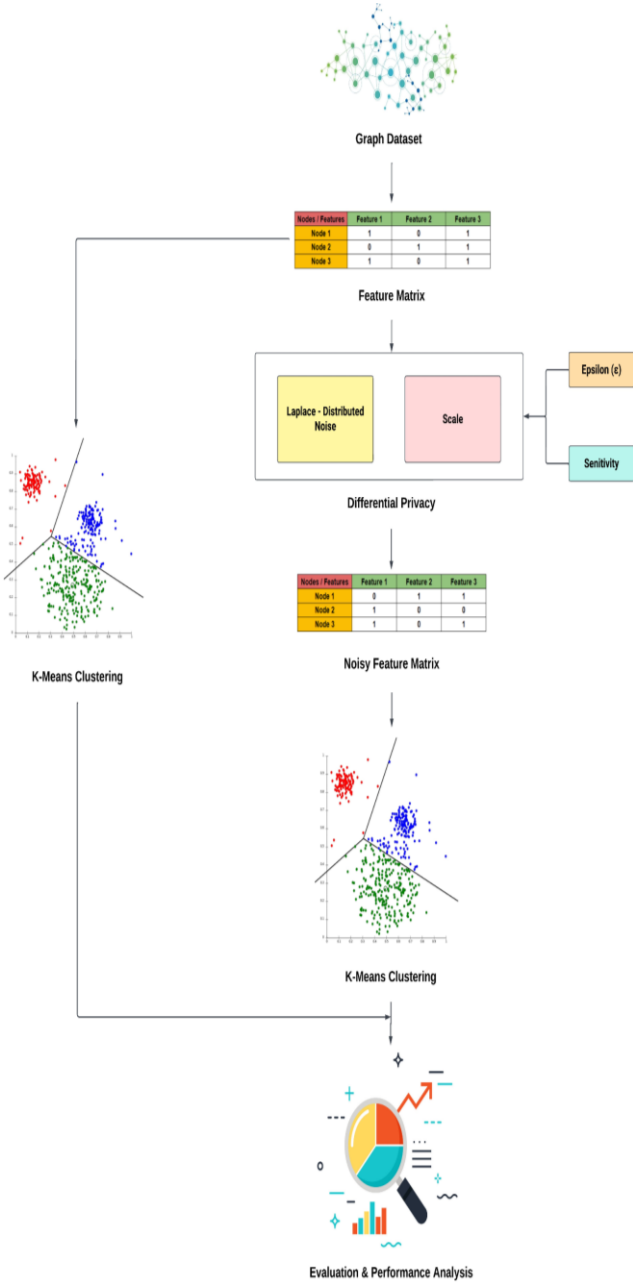 Graph Dataset
Nodes / Features Feature 1 Feature 2 Feature 3
Node 1 1 0 1
Node 2 0 1 1
Node 3 1 0 1
Feature Matrix
Laplace - Distributed
Noise
Scale
Epsilon (ε)
Senitivity
Differential Privacy
Nodes / Features Feature 1 Feature 2 Feature 3
Node 1 0 1 1
Node 2 1 0 0
Node 3 1 0 1
Noisy Feature Matrix
K-Means Clustering
K-Means Clustering
Evaluation & Performance Analysis